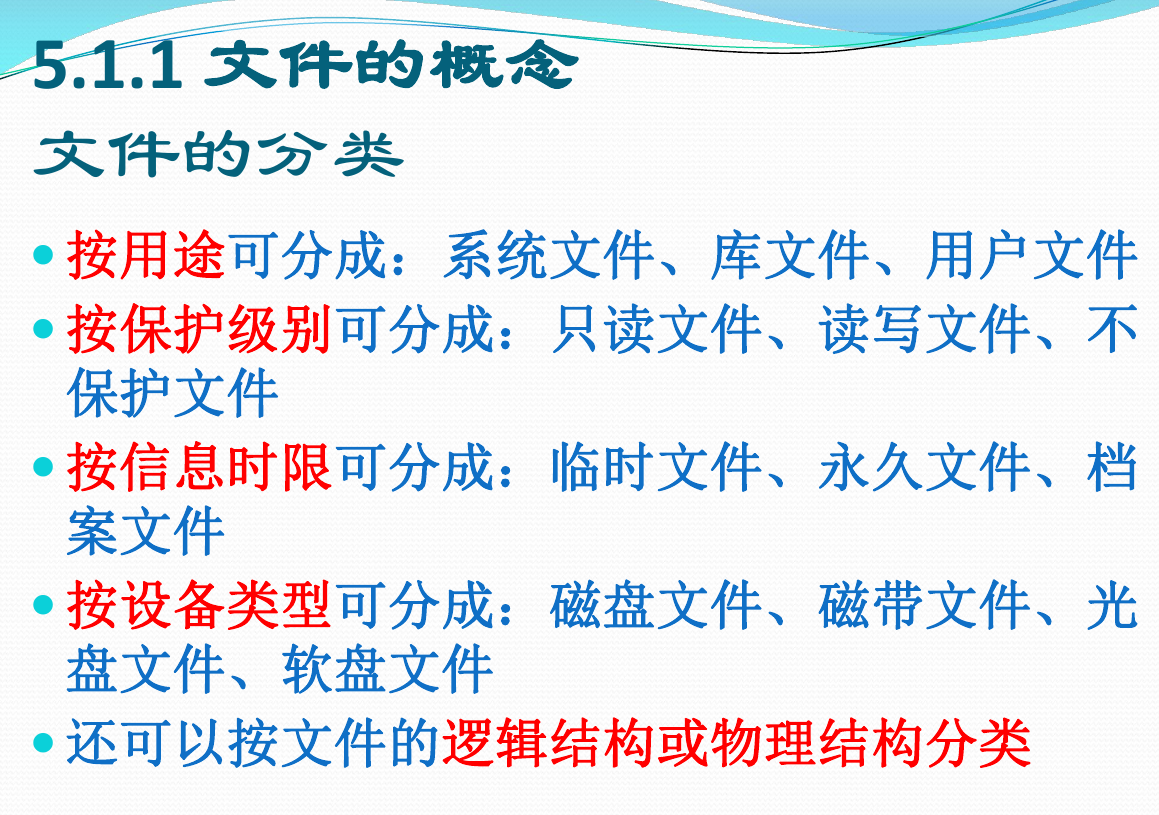 5.1.1 文件的概念
文件的分类
• 按用途可分成：系统文件、库文件、用户文件
• 按保护级别可分成：只读文件、读写文件、不
保护文件
• 按信息时限可分成：临时文件、永久文件、档
案文件
• 按设备类型可分成：磁盘文件、磁带文件、光
盘文件、软盘文件
• 还可以按文件的逻辑结构或物理结构分类